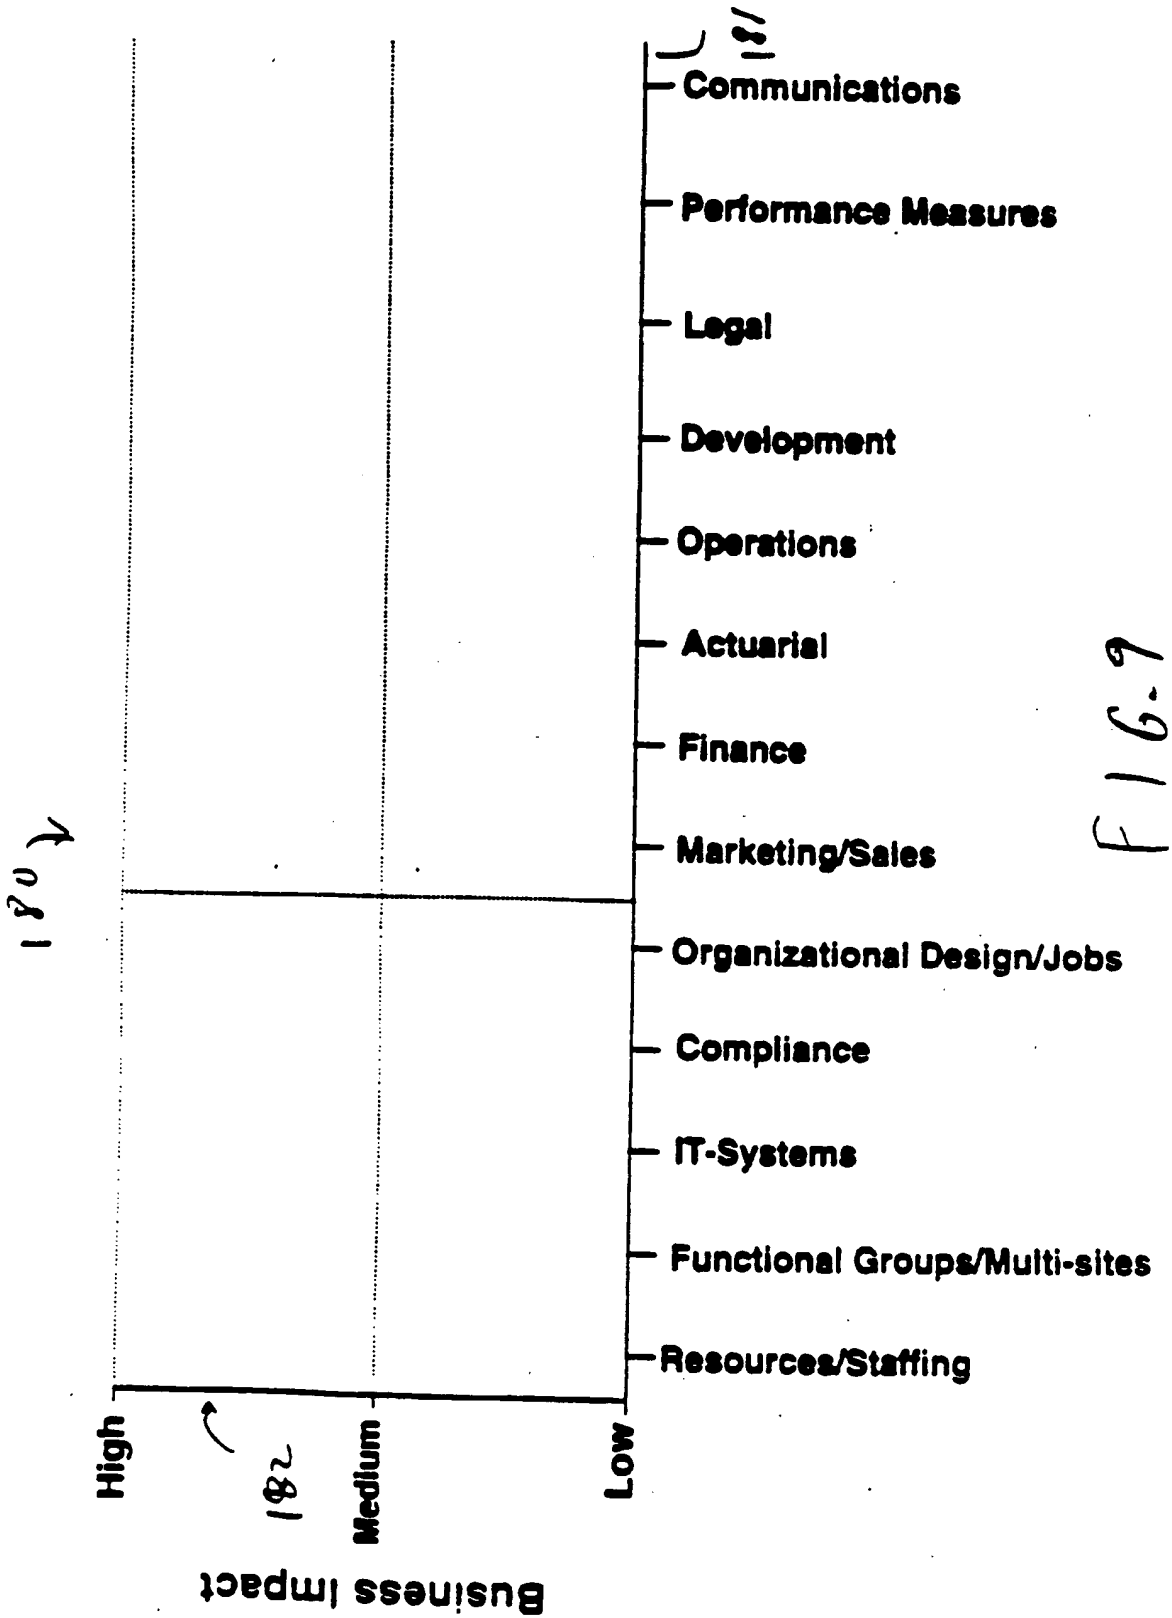 180
High
182
Medium
Low
Business Impact
Resources/Staffing
Functional Groups/Multi-sites
IT-Systems
Compliance
Organizational Design/Jobs
Marketing/Sales
Finance
Actuarial
Operations
Development
Legal
Performance Measures
Communications
181
FIG. 9